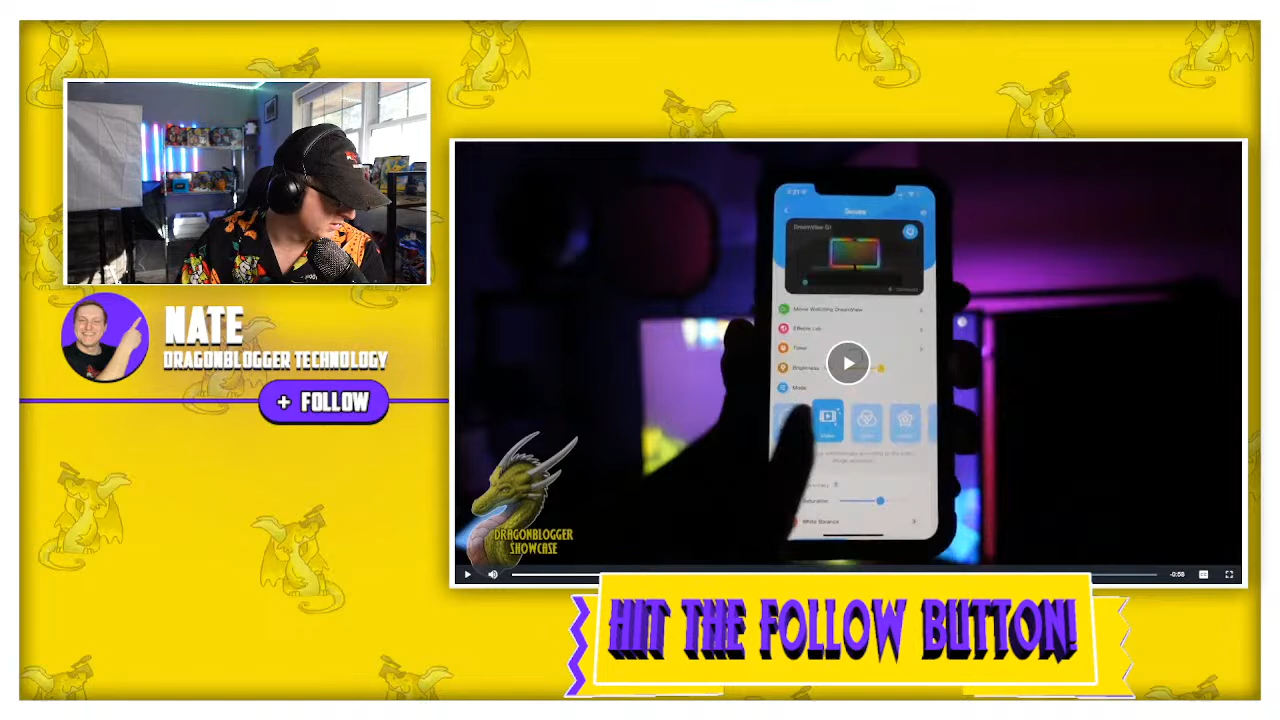 NATE
DRAGONBLOGGER TECHNOLOGY
+ FOLLOW
DreamView G1
Movie Watching DreamView
Effects Lab
Timer
Brightness
Mode
Video
Saturation
White Balance
DRAGONBLOGGER
SHOWCASE
-0:58
HIT THE FOLLOW BUTTON!